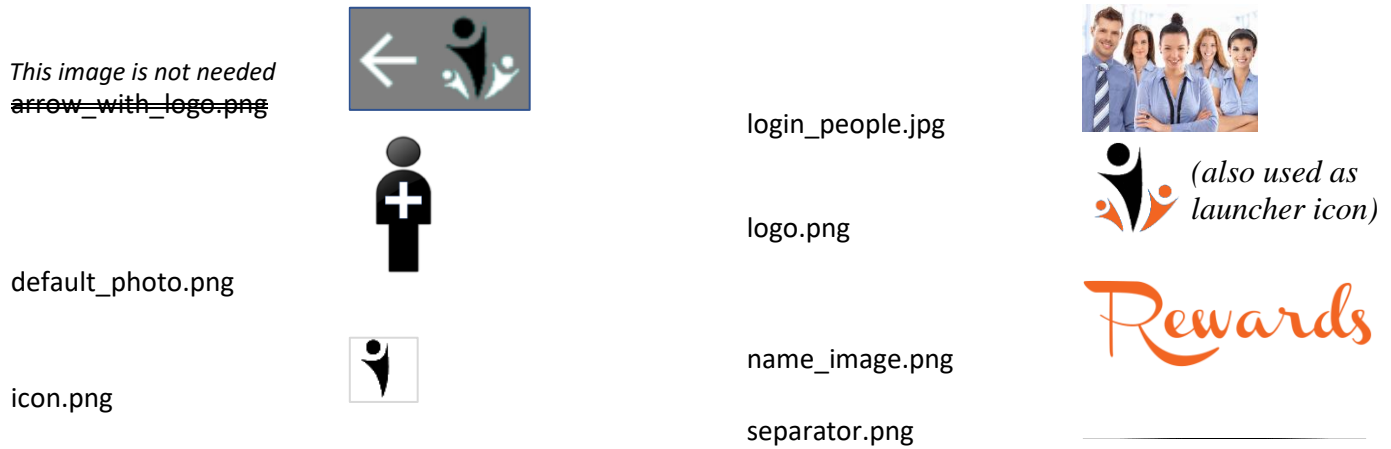 This image is not needed
arrow_with_logo.png
default_photo.png
icon.png
login_people.jpg
(also used as
launcher icon)
logo.png
Rewards
name_image.png
separator.png